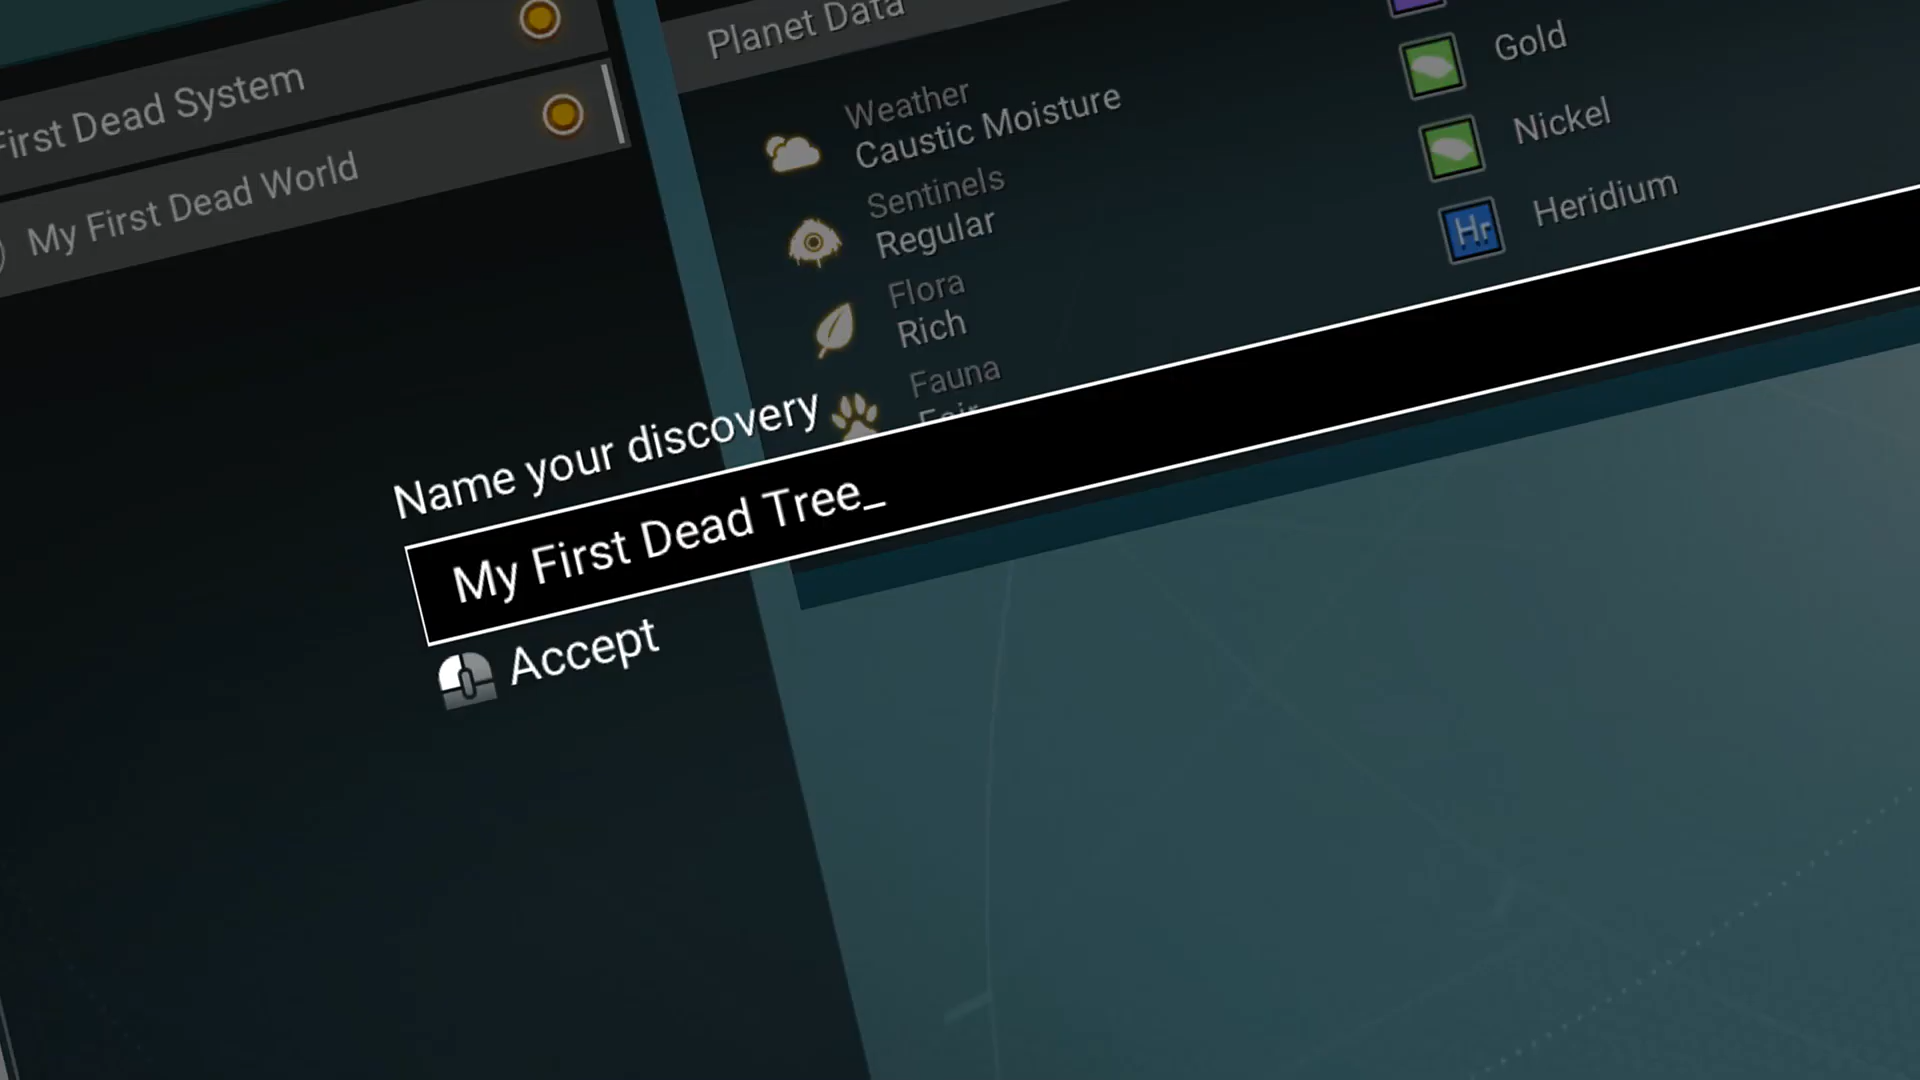 First Dead System
My First Dead World
Planet Data
Weather
Caustic Moisture
Sentinels
Regular
Flora
Rich
Fauna
Gold
Nickel
Heridium
Hr
Name your discovery
My First Dead Tree_
Accept